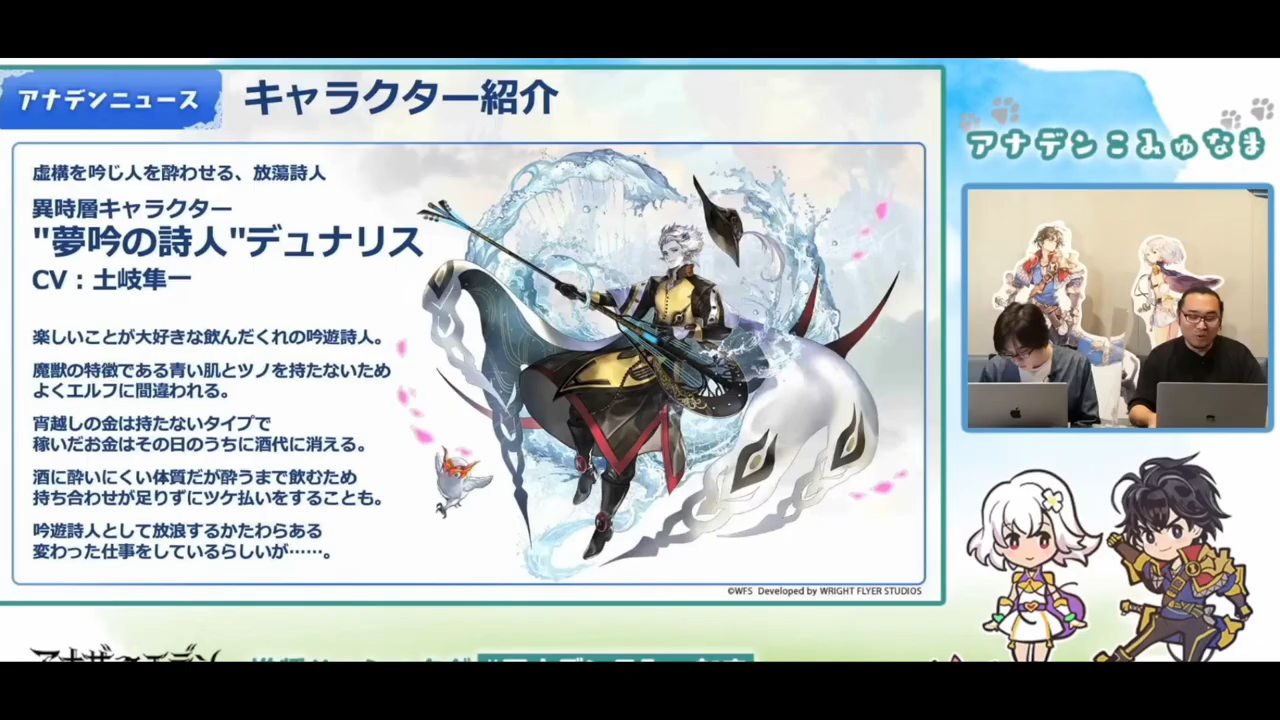 アナデンニュース
キャラクター紹介
虚構を吟じ人を酔わせる、放蕩詩人
異時層キャラクター
"夢吟の詩人"デュナリス
CV：土岐隼一
楽しいことが大好きな飲んだくれの吟遊詩人。
魔獣の特徴である青い肌とツノを持たないため
よくエルフに間違われる。
宵越しの金は持たないタイプで
稼いだお金はその日のうちに酒代に消える。
酒に酔いにくい体質だが酔うまで飲むため
持ち合わせが足りずにツケ払いをすることも。
吟遊詩人として放浪するかたわらある
変わった仕事をしているらしいが……。
©WFS Developed by WRIGHT FLYER STUDIOS
アナデンこみゅなま
アナザーエデン